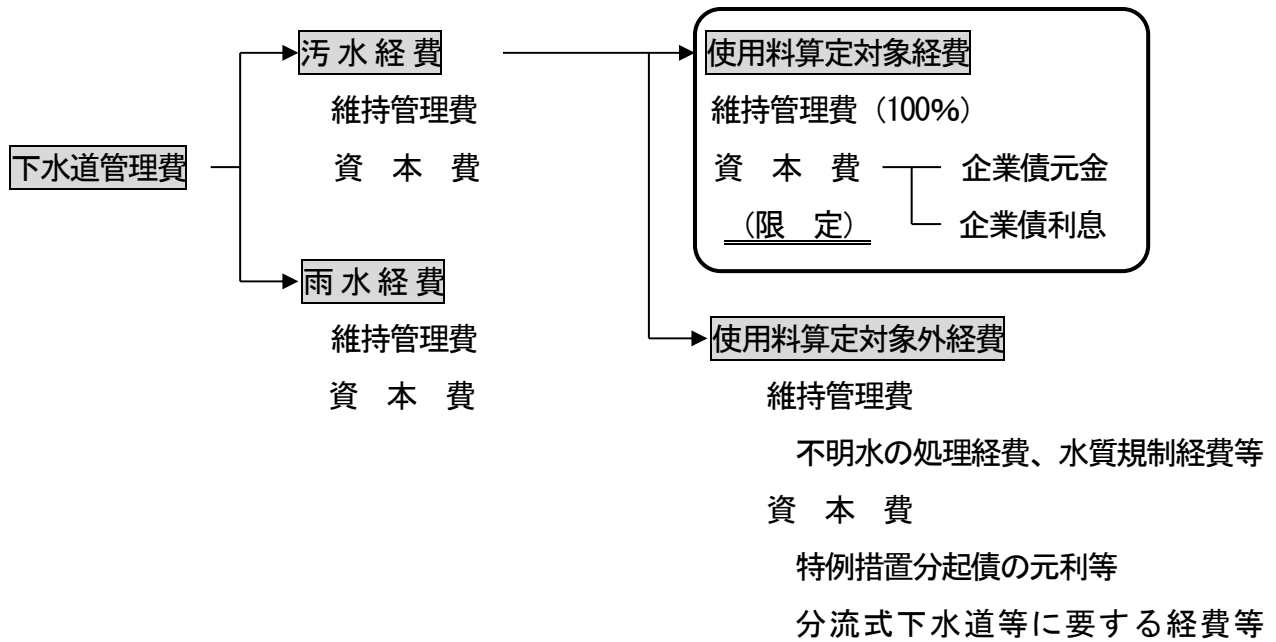 下水道管理費
汚水経費
維持管理費
資本費
雨水経費
維持管理費
資本費
使用料算定対象経費
維持管理費（100%）
資本費
（限定）
企業債元金
企業債利息
使用料算定対象外経費
維持管理費
不明水の処理経費、水質規制経費等
資本費
特例措置分起債の元利等
分流式下水道等に要する経費等